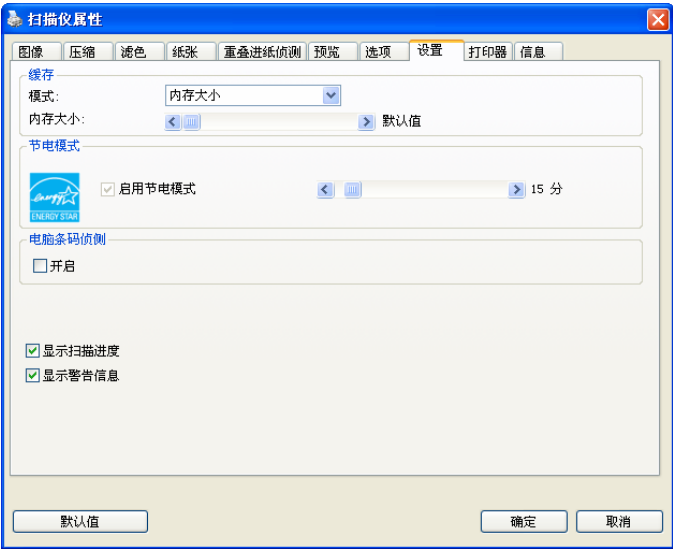 扫描仪属性
图像 压缩 滤色 纸张 重叠进纸侦测 预览 选项 设置 打印器 信息
缓存
模式: 内存大小
内存大小: 默认值
节电模式
energy
ENERGY STAR
启用节电模式 15 分
电脑条码侦侧
开启
显示扫描进度
显示警告信息
默认值 确定 取消